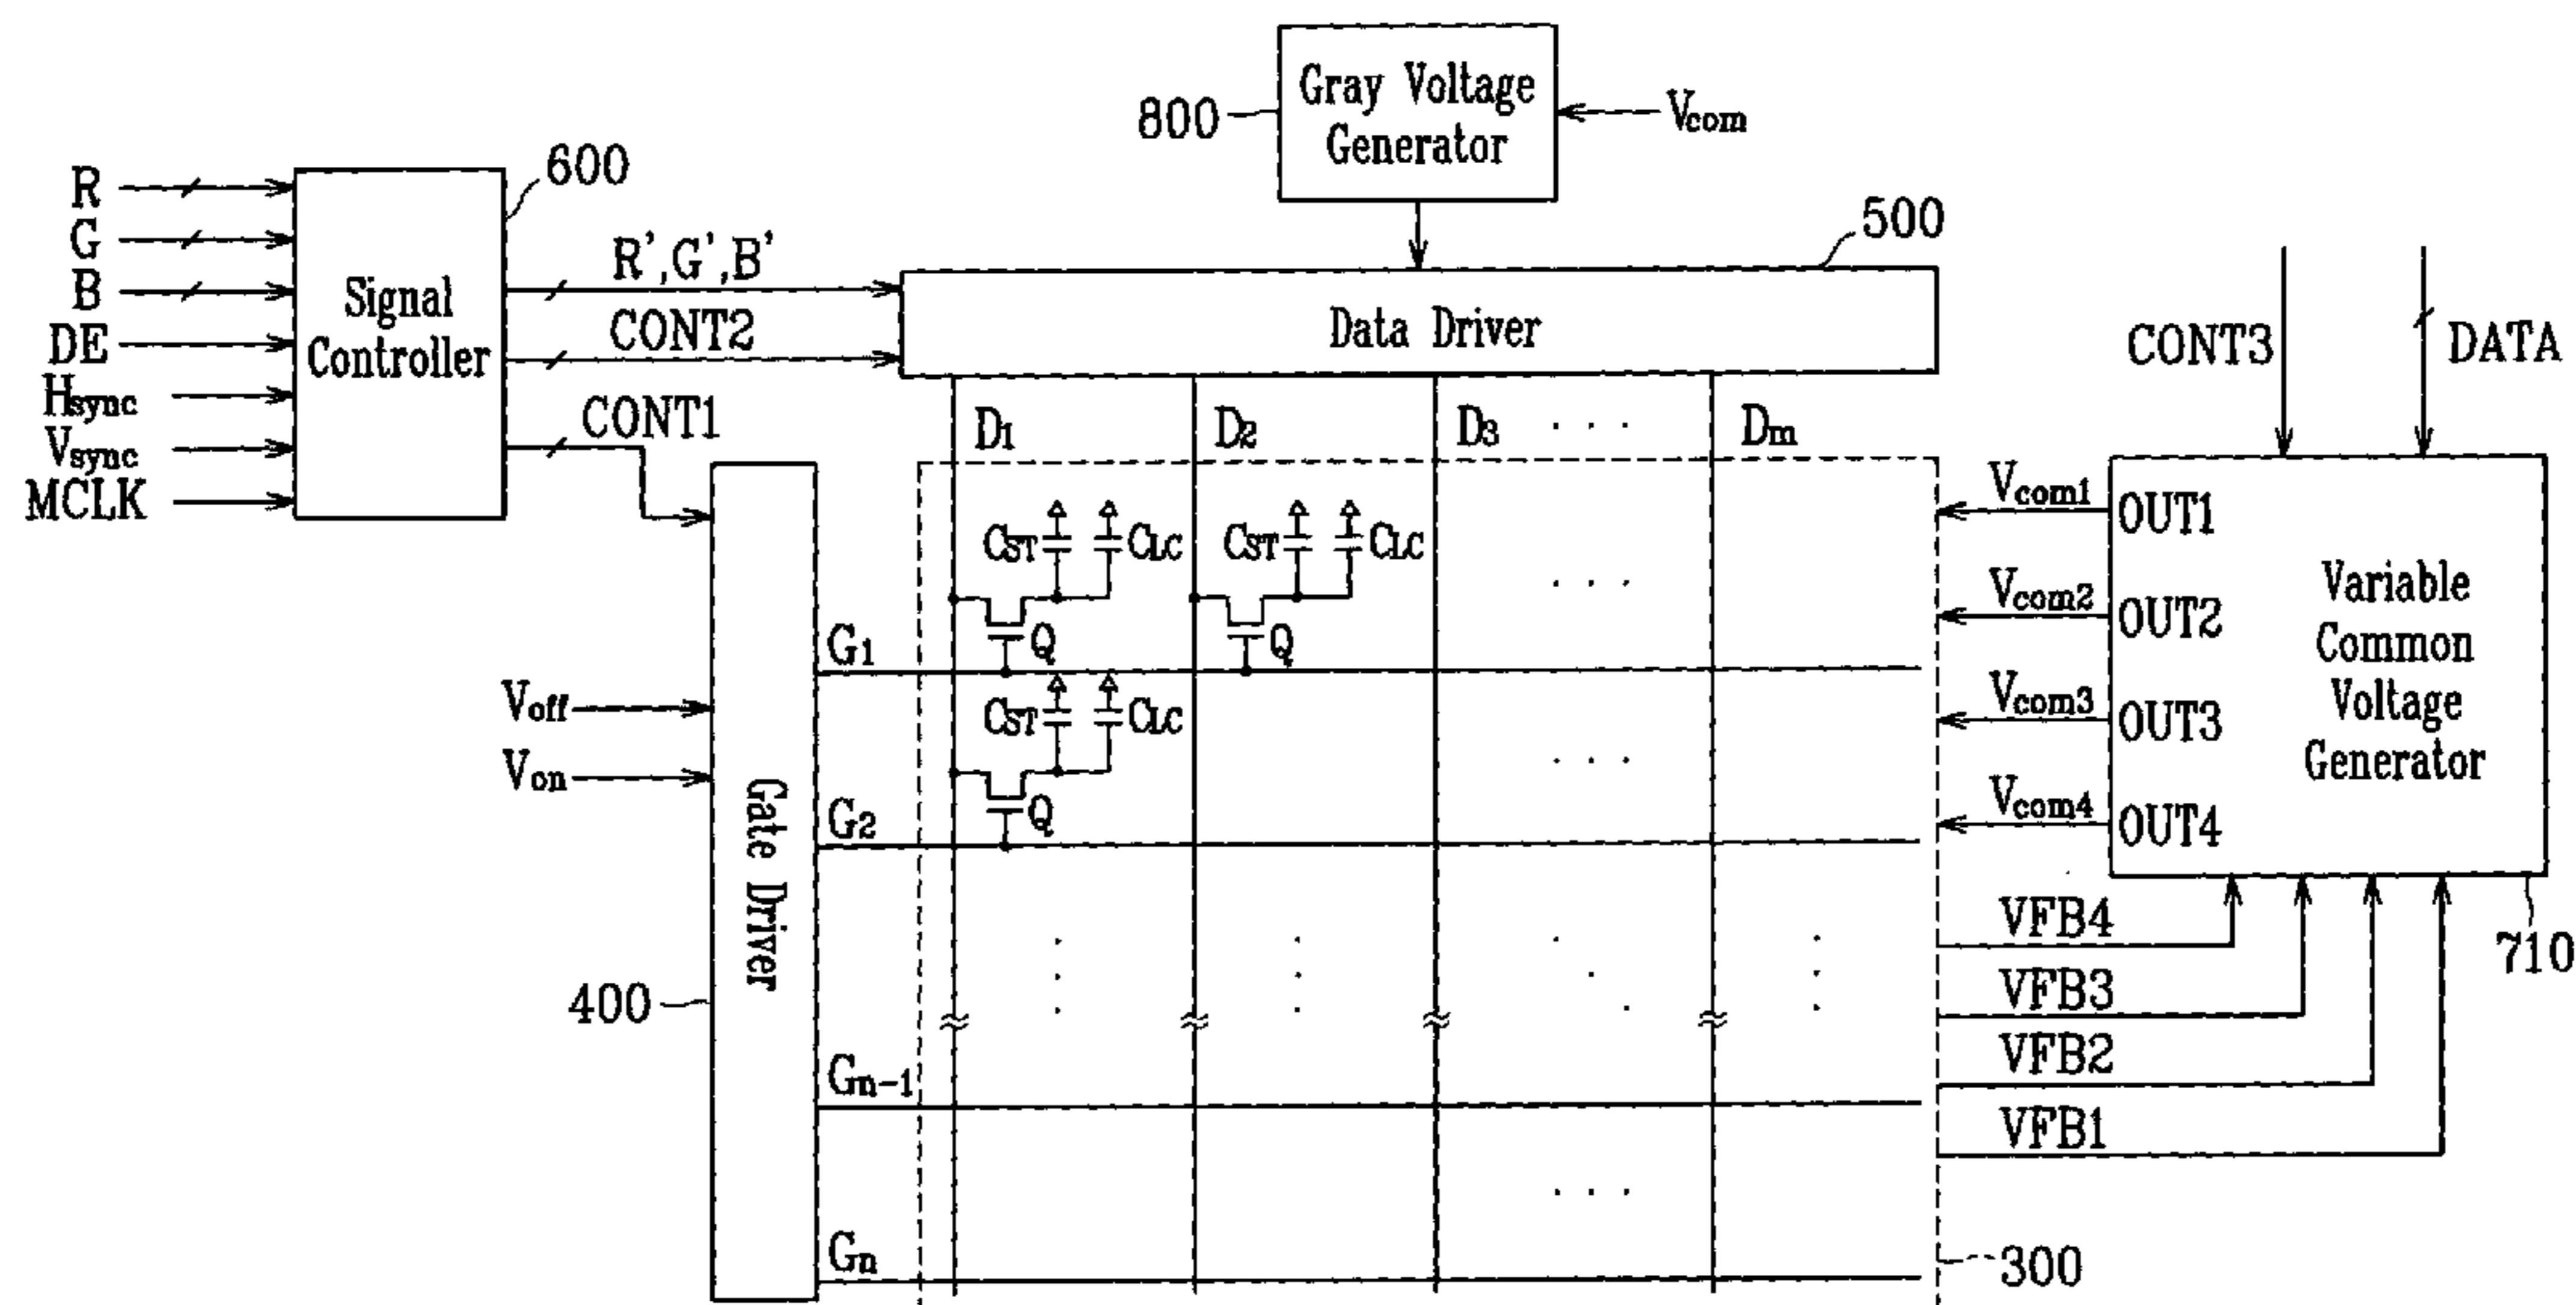 800
Gray Voltage
Generator
Vcom
R
G
B
DE
Hsync
Vsync
MCLK
Signal
Controller
600
R',G',B'
CONT2
CONT1
500
Data Driver
CONT3
DATA
D1
D2
D3
. . .
Dm
CST
CLC
CST
CLC
. . .
Q
Q
G1
Voff
Von
CST
CLC
. . .
Q
G2
Gate Driver
400
Gn-1
. . .
Gn
300
Vcom1
Vcom2
Vcom3
Vcom4
OUT1
OUT2
OUT3
OUT4
Variable
Common
Voltage
Generator
VFB4
VFB3
VFB2
VFB1
710